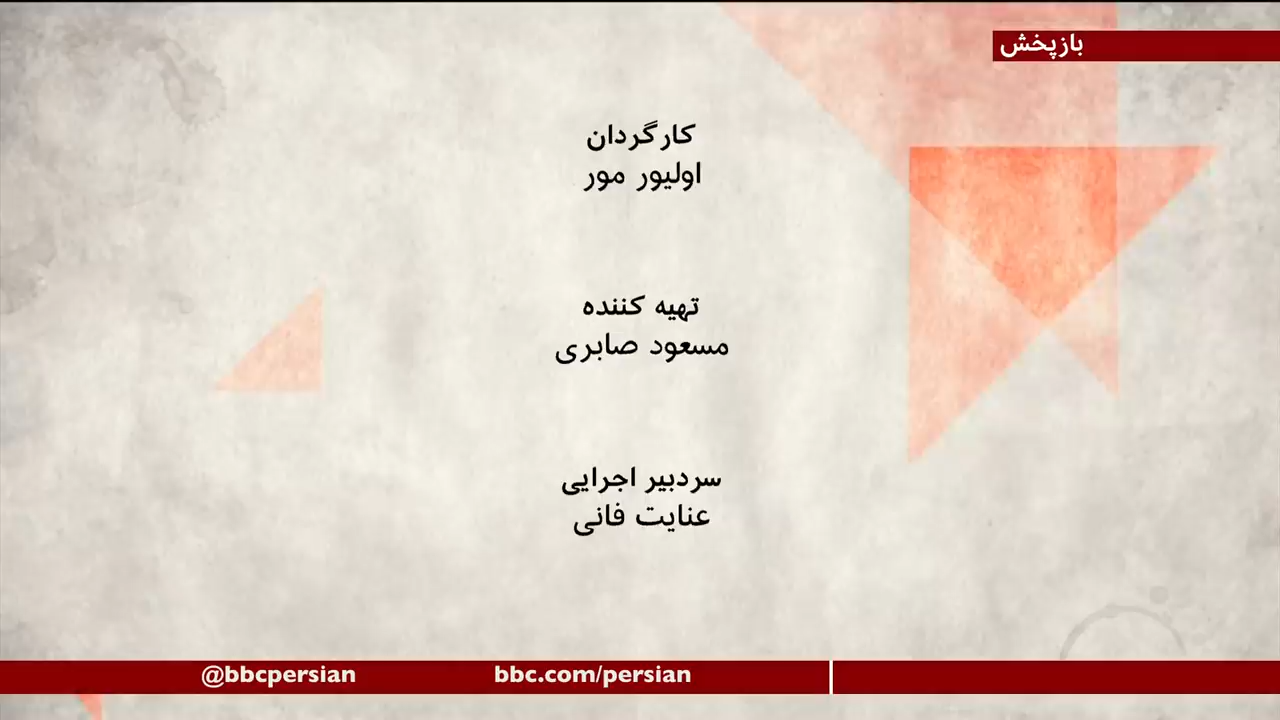 بازپخش
کارگردان
اولیور مور
تهیه کننده
مسعود صابری
سردبیر اجرایی
عنایت فانی
@bbcpersian
bbc.com/persian